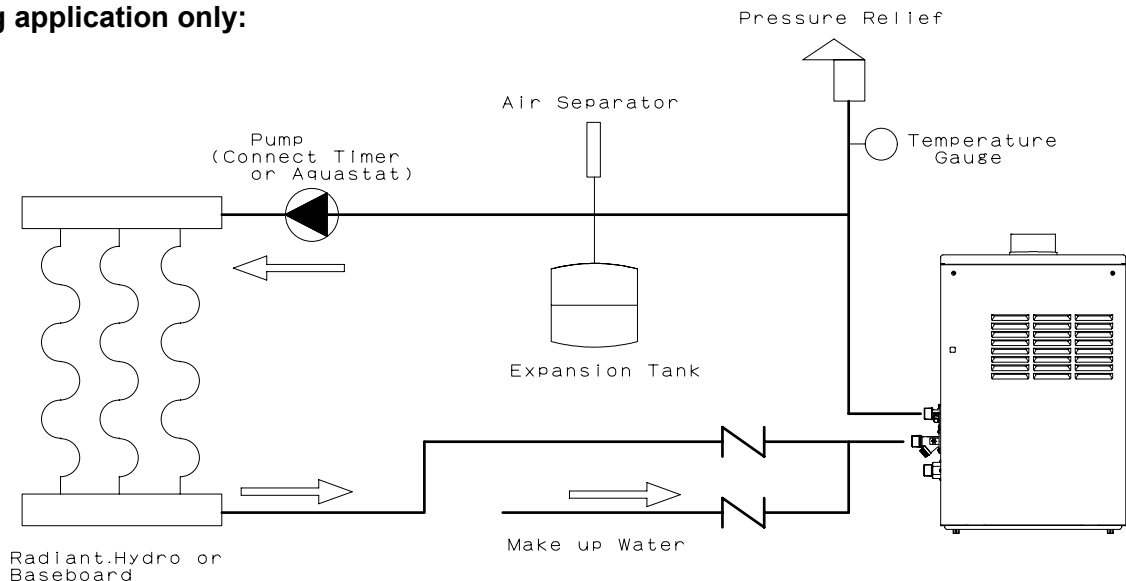 application only:
Pressure Relief
Air Separator
Pump
(Connect Timer
or Aquastat)
Temperature
Gauge
Expansion Tank
Make up Water
Radiant.Hydro or
Baseboard